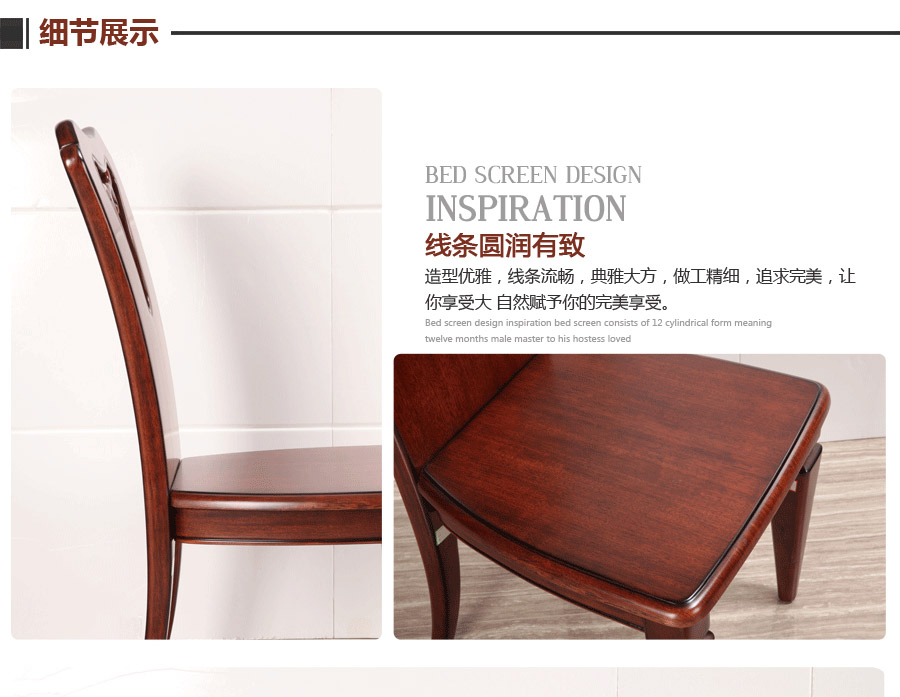 细节展示
BED SCREEN DESIGN
INSPIRATION
线条圆润有致
造型优雅，线条流畅，典雅大方，做工精细，追求完美，让
你享受大 自然赋予你的完美享受。
Bed screen design inspiration bed screen consists of 12 cylindrical form meaning
twelve months male master to his hostess loved